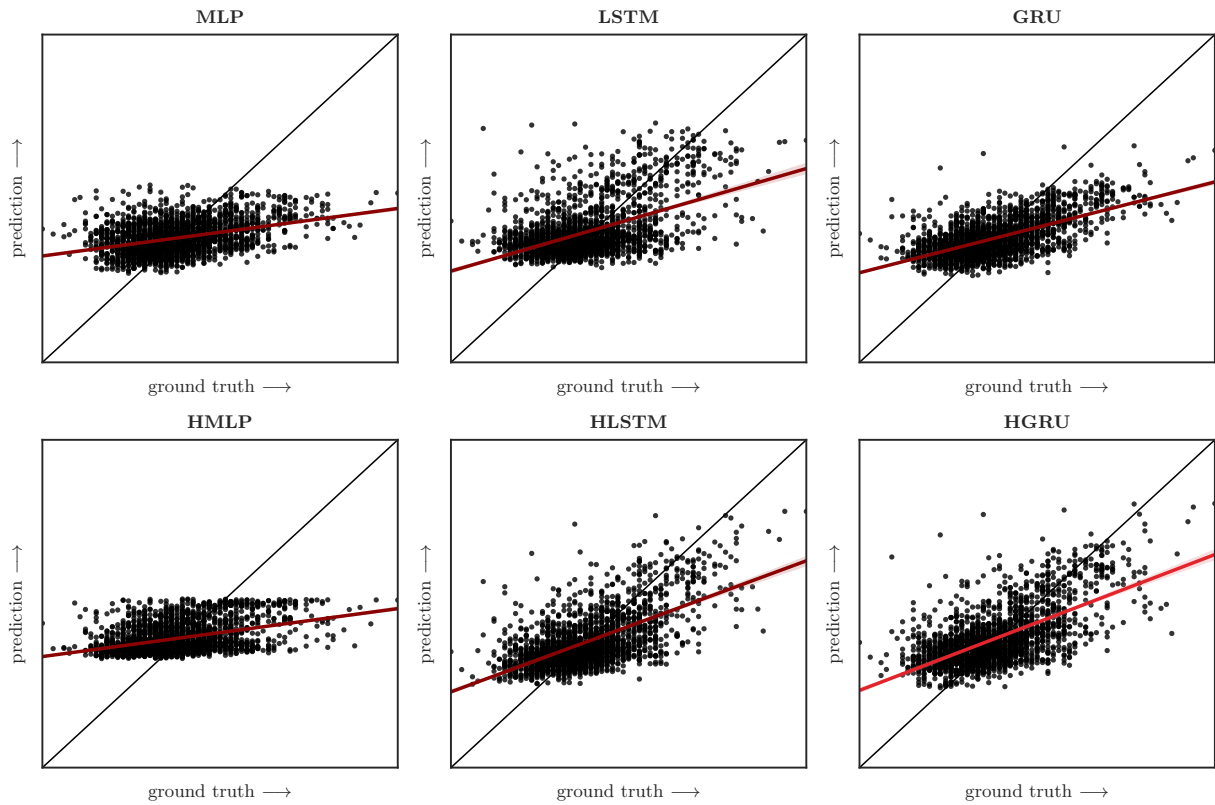 MLP
LSTM
GRU
prediction ⟶
prediction ⟶
prediction ⟶
ground truth ⟶
ground truth ⟶
ground truth ⟶
HMLP
HLSTM
HGRU
prediction ⟶
prediction ⟶
prediction ⟶
ground truth ⟶
ground truth ⟶
ground truth ⟶